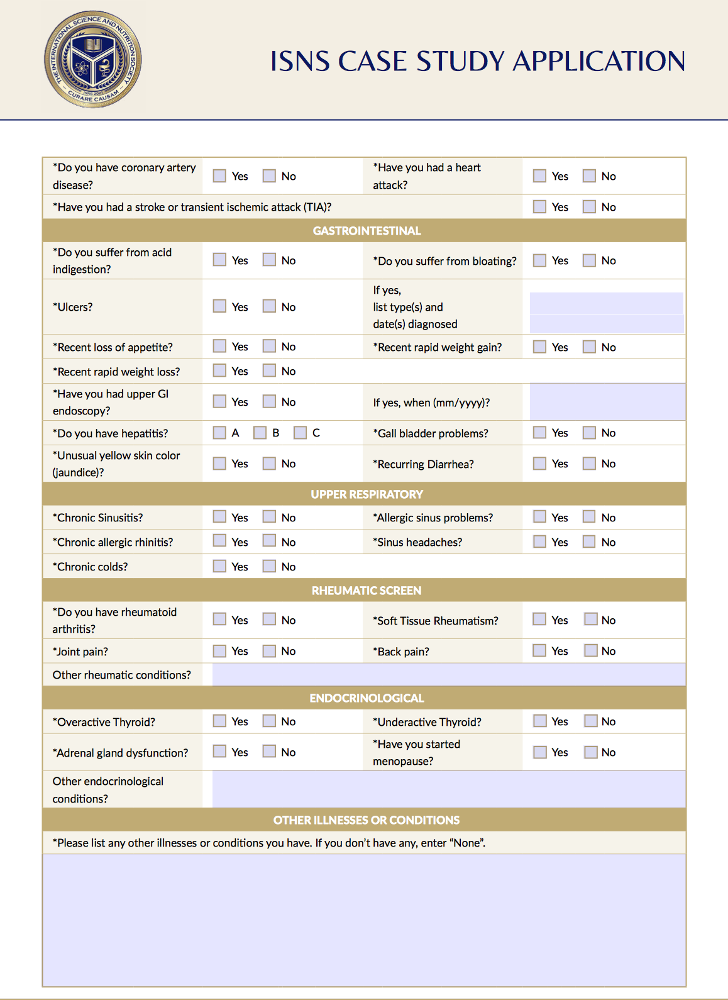 THE INTERNATIONAL SCIENCE AND NUTRITION SOCIETY
ISNS 2021
CURARE CAUSAM
ISNS CASE STUDY APPLICATION
*Do you have coronary artery disease? Yes No *Have you had a heart attack? Yes No
*Have you had a stroke or transient ischemic attack (TIA)? Yes No
GASTROINTESTINAL
*Do you suffer from acid indigestion? Yes No *Do you suffer from bloating? Yes No
*Ulcers? Yes No If yes, list type(s) and date(s) diagnosed
*Recent loss of appetite? Yes No *Recent rapid weight gain? Yes No
*Recent rapid weight loss? Yes No
*Have you had upper GI endoscopy? Yes No If yes, when (mm/yyyy)?
*Do you have hepatitis? A B C *Gall bladder problems? Yes No
*Unusual yellow skin color (jaundice)? Yes No *Recurring Diarrhea? Yes No
UPPER RESPIRATORY
*Chronic Sinusitis? Yes No *Allergic sinus problems? Yes No
*Chronic allergic rhinitis? Yes No *Sinus headaches? Yes No
*Chronic colds? Yes No
RHEUMATIC SCREEN
*Do you have rheumatoid arthritis? Yes No *Soft Tissue Rheumatism? Yes No
*Joint pain? Yes No *Back pain? Yes No
Other rheumatic conditions?
ENDOCRINOLOGICAL
*Overactive Thyroid? Yes No *Underactive Thyroid? Yes No
*Adrenal gland dysfunction? Yes No *Have you started menopause? Yes No
Other endocrinological conditions?
OTHER ILLNESSES OR CONDITIONS
*Please list any other illnesses or conditions you have. If you don’t have any, enter “None”.